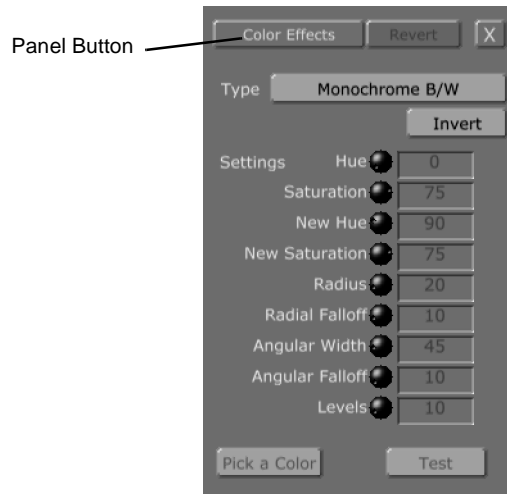 Panel Button
Color Effects Revert X
Type Monochrome B/W
Invert
Settings Hue 0
Saturation 75
New Hue 90
New Saturation 75
Radius 20
Radial Falloff 10
Angular Width 45
Angular Falloff 10
Levels 10
Pick a Color Test